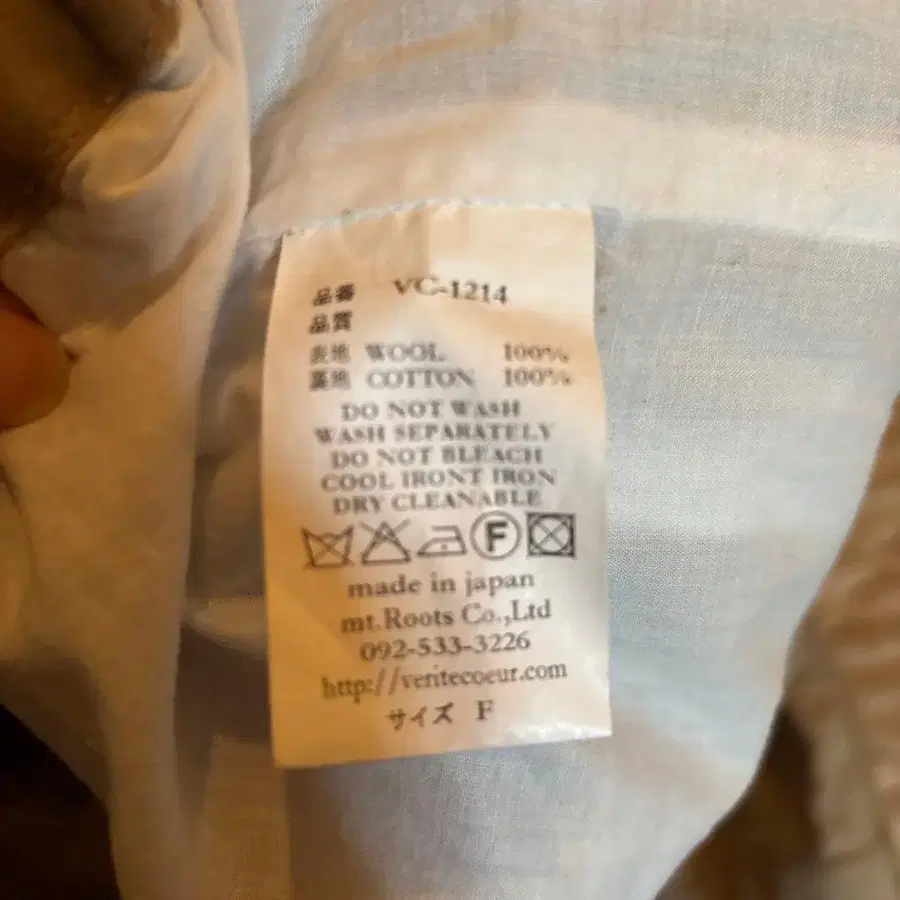 品番 VC-1214
品質
表地 WOOL 100%
裏地 COTTON 100%
DO NOT WASH
WASH SEPARATELY
DO NOT BLEACH
COOL IRONT IRON
DRY CLEANABLE
F
made in japan
mt.Roots Co.,Ltd
092-533-3226
http://veritecoeur.com
サイズ F